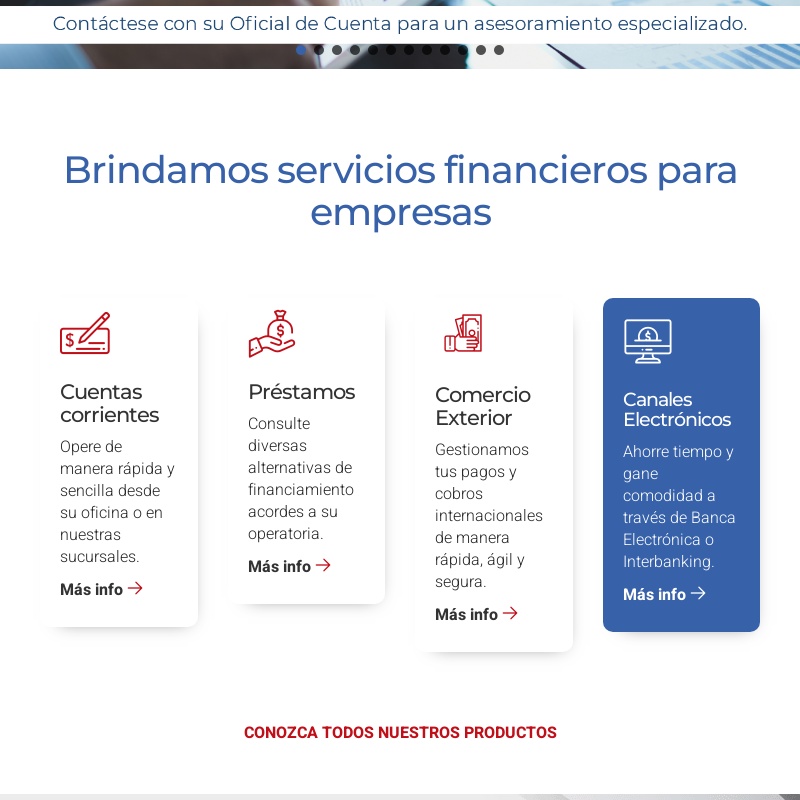 Contáctese con su Oficial de Cuenta para un asesoramiento especializado.
Brindamos servicios financieros para
empresas
Cuentas
corrientes
Opere de
manera rápida y
sencilla desde
su oficina o en
nuestras
sucursales.
Más info
Préstamos
Consulte
diversas
alternativas de
financiamiento
acordes a su
operatoria.
Más info
Comercio
Exterior
Gestionamos
tus pagos y
cobros
internacionales
de manera
rápida, ágil y
segura.
Más info
Canales
Electrónicos
Ahorre tiempo y
gane
comodidad a
través de Banca
Electrónica o
Interbanking.
Más info
CONOZCA TODOS NUESTROS PRODUCTOS